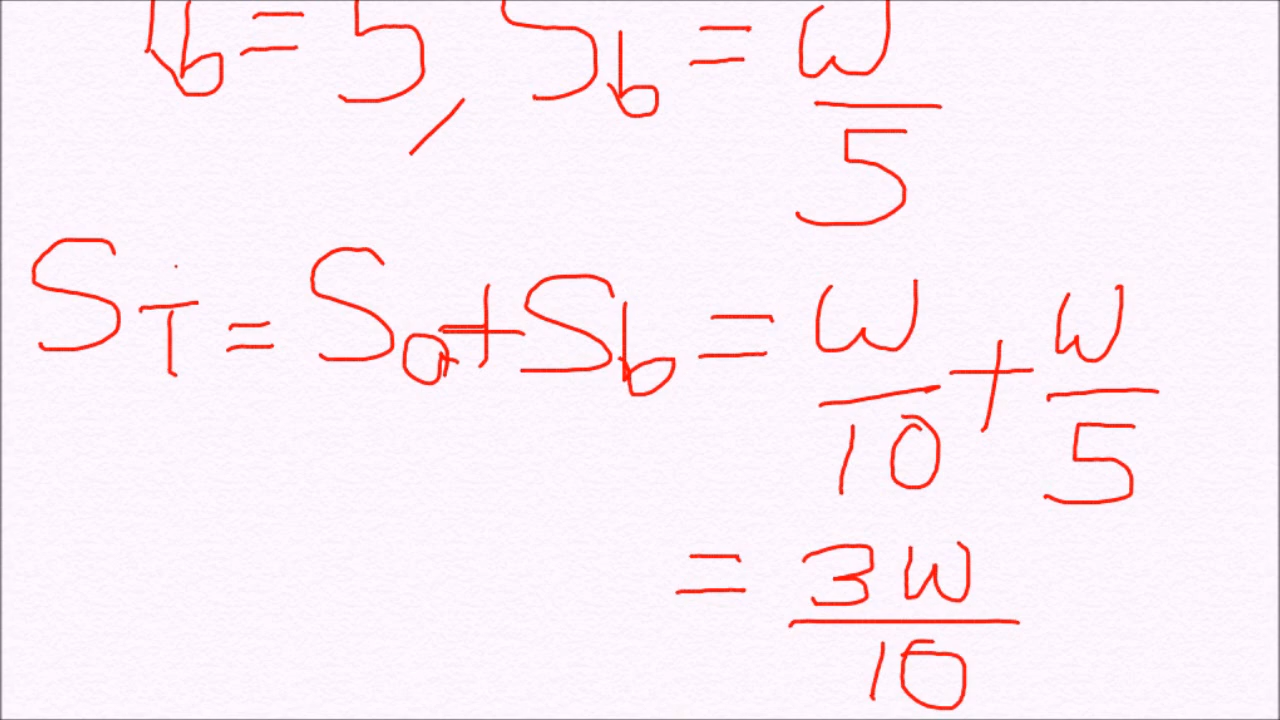 b = 5, S_b = w/5
S_T = S_a + S_b = w/10 + w/5
= 3w/10